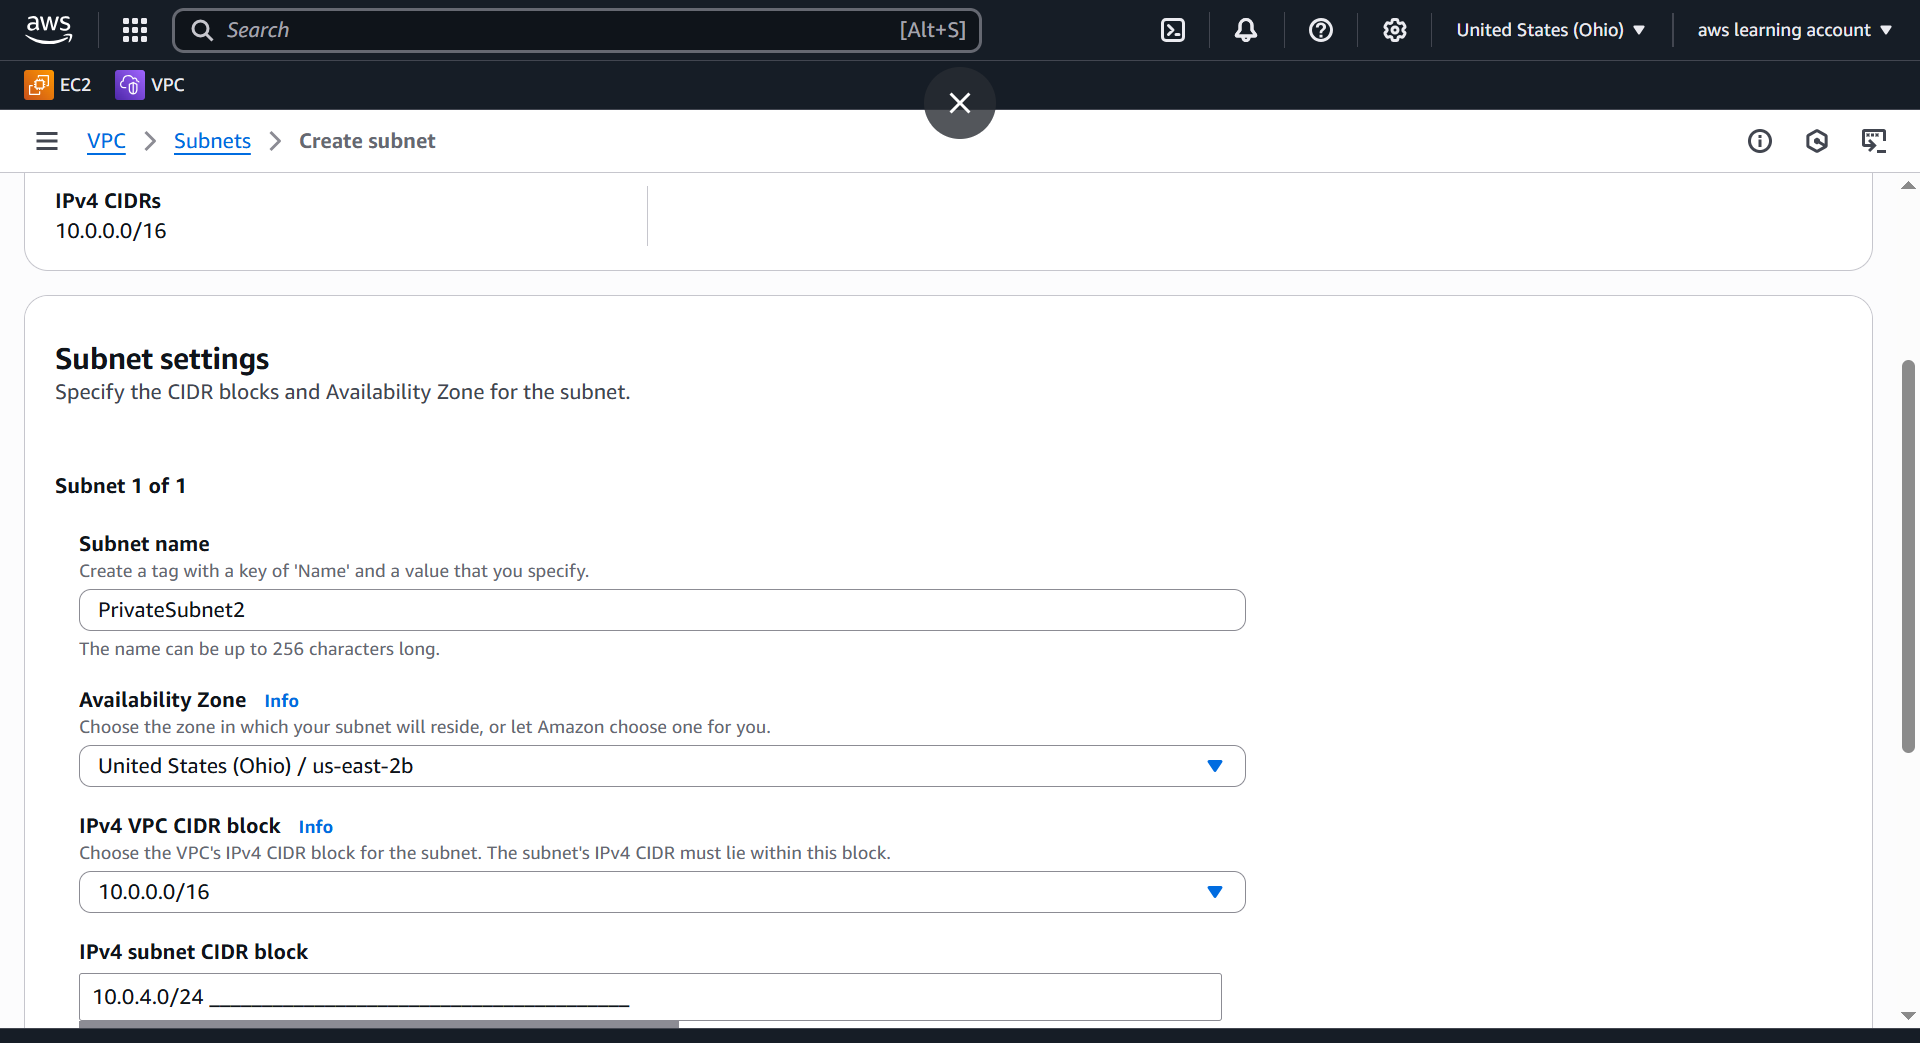 aws
Search [Alt+S]
United States (Ohio) ▼
aws learning account ▼
EC2
VPC
VPC > Subnets > Create subnet
IPv4 CIDRs
10.0.0.0/16
Subnet settings
Specify the CIDR blocks and Availability Zone for the subnet.
Subnet 1 of 1
Subnet name
Create a tag with a key of 'Name' and a value that you specify.
PrivateSubnet2
The name can be up to 256 characters long.
Availability Zone Info
Choose the zone in which your subnet will reside, or let Amazon choose one for you.
United States (Ohio) / us-east-2b
IPv4 VPC CIDR block Info
Choose the VPC's IPv4 CIDR block for the subnet. The subnet's IPv4 CIDR must lie within this block.
10.0.0.0/16
IPv4 subnet CIDR block
10.0.4.0/24 ________________________________________